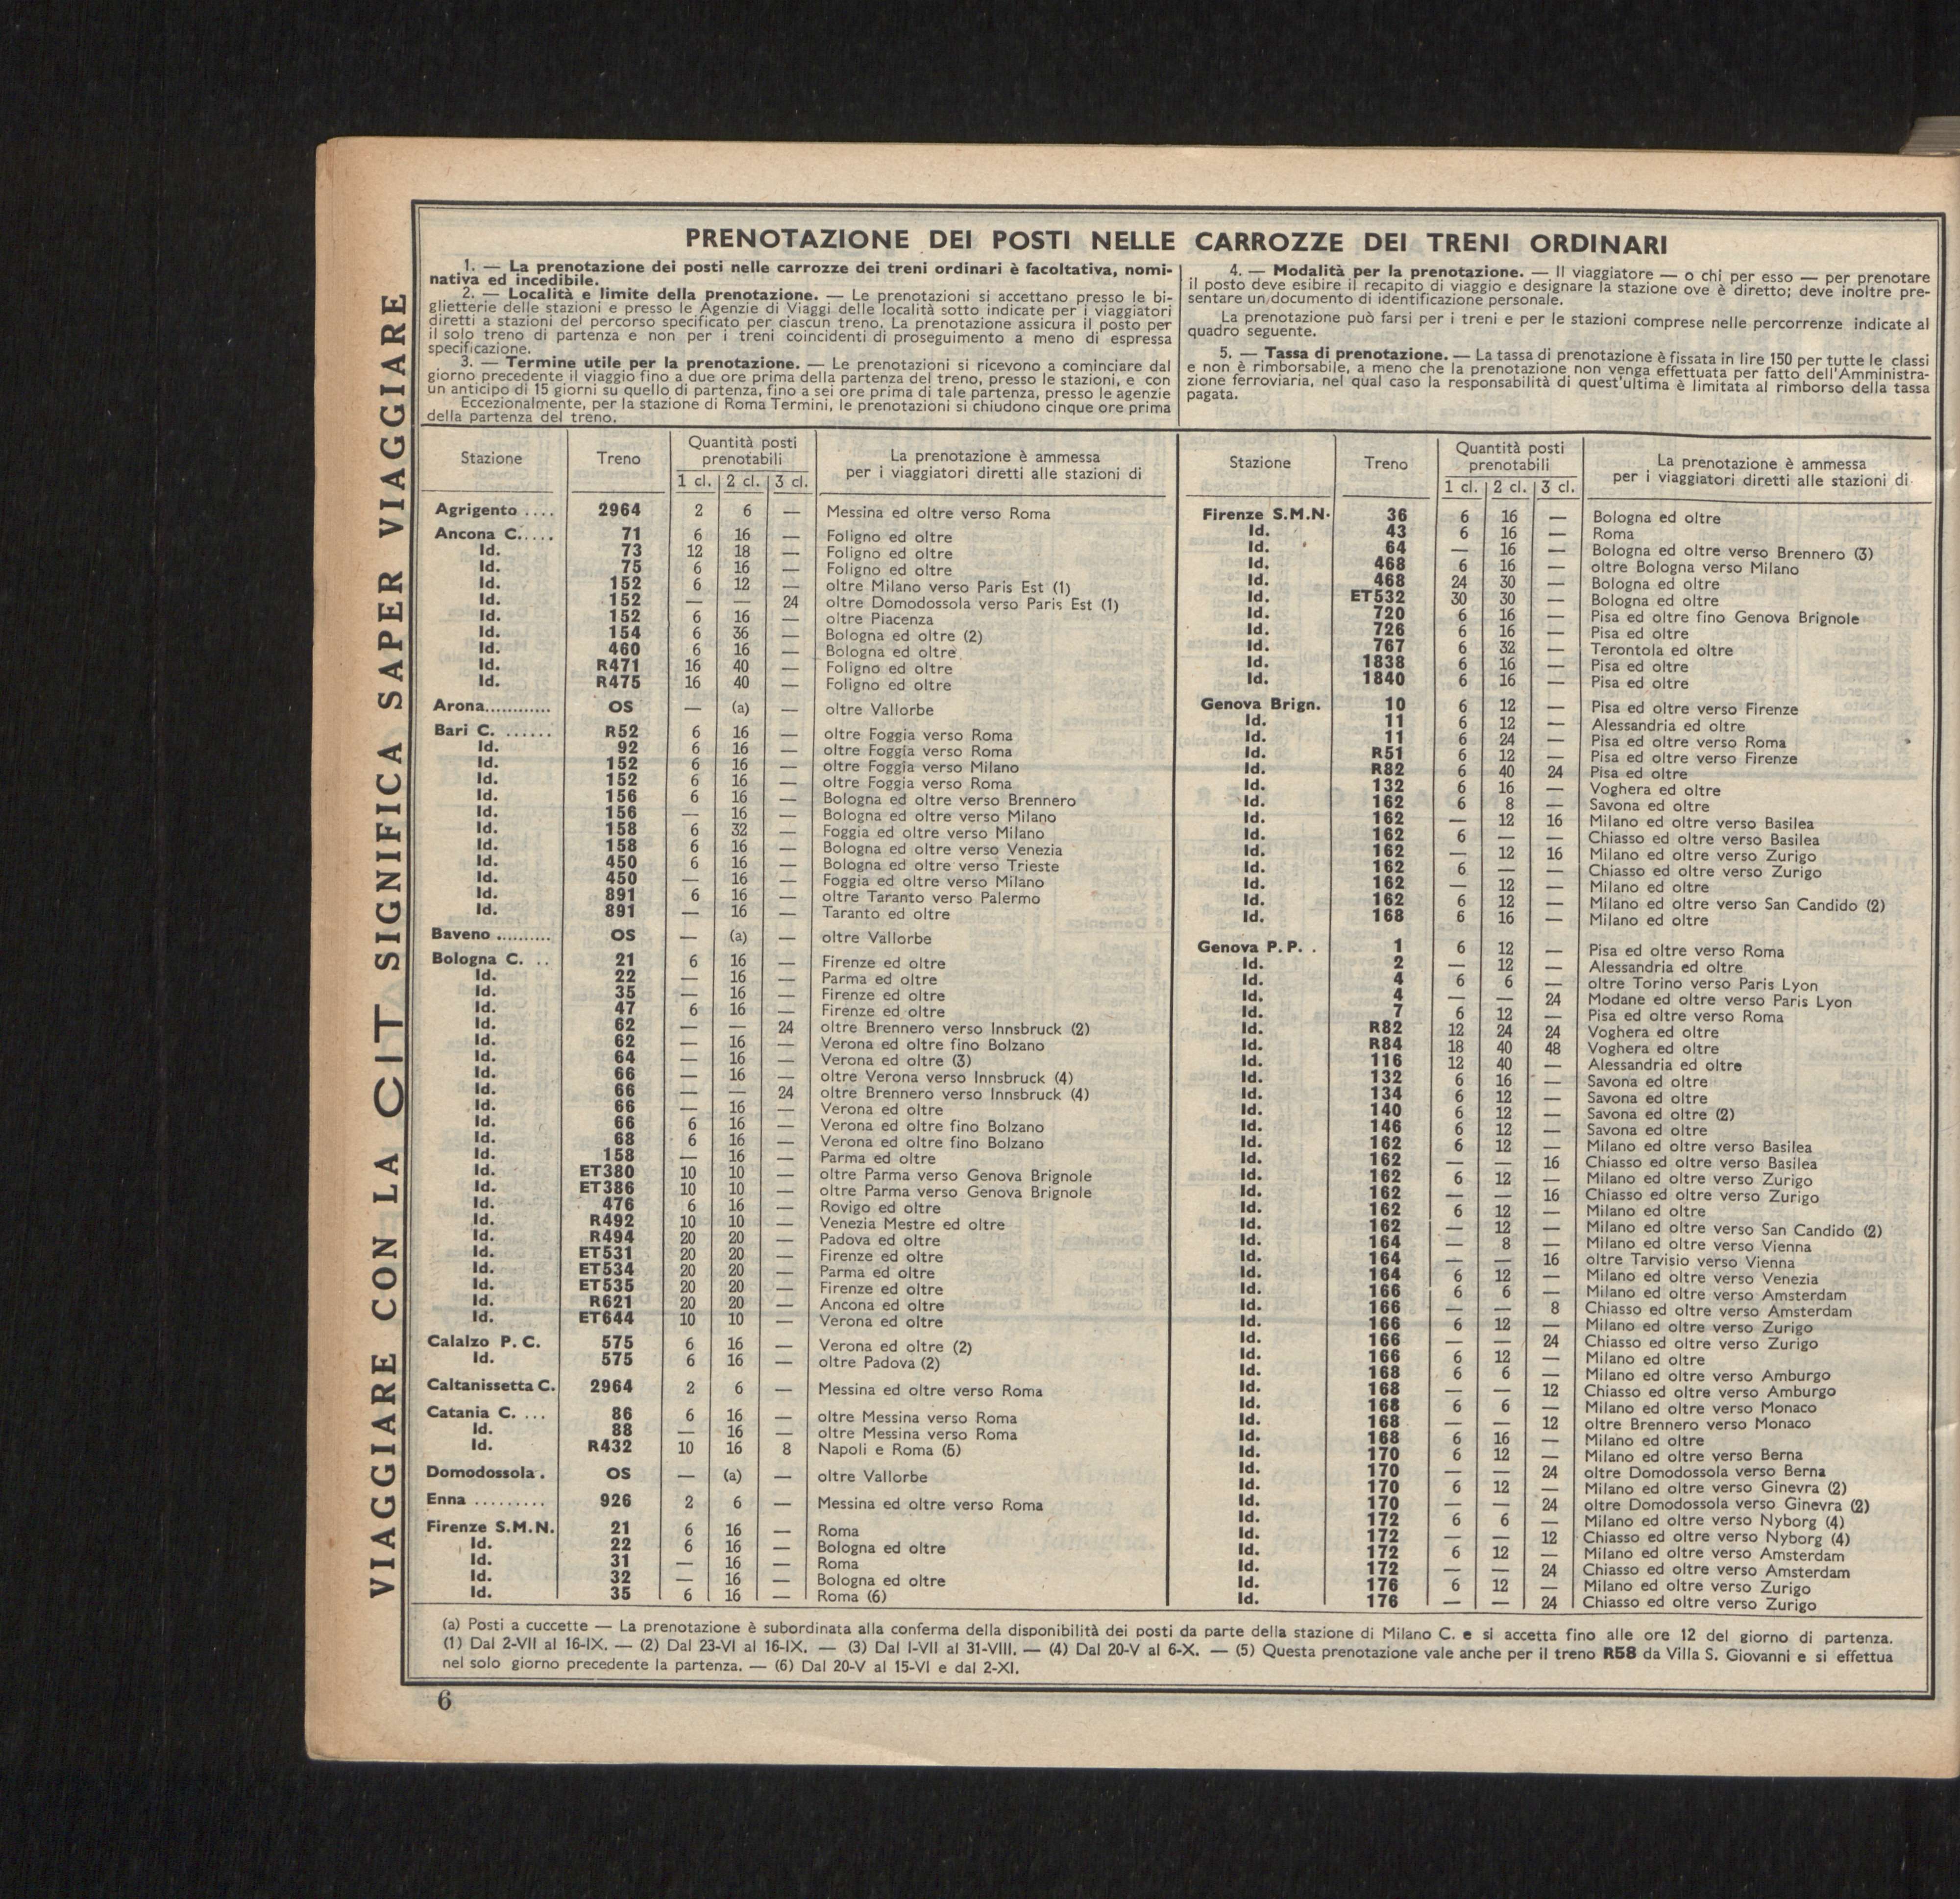 VIAGGIARE CON LA CIT SIGNIFICA SAPER VIAGGIARE
PRENOTAZIONE DEI POSTI NELLE CARROZZE DEI TRENI ORDINARI
1. — La prenotazione dei posti nelle carrozze dei treni ordinari è facoltativa, nomi-
nativa ed incedibile.
2. — Località e limite della prenotazione. — Le prenotazioni si accettano presso le bi-
glietterie delle stazioni e presso le Agenzie di Viaggi delle località sotto indicate per i viaggiatori
diretti a stazioni del percorso specificato per ciascun treno. La prenotazione assicura il posto per
il solo treno di partenza e non per i treni coincidenti di proseguimento a meno di espressa
specificazione.
3. — Termine utile per la prenotazione. — Le prenotazioni si ricevono a cominciare dal
giorno precedente il viaggio fino a due ore prima della partenza del treno, presso le stazioni, e con
un anticipo di 15 giorni su quello di partenza, fino a sei ore prima di tale partenza, presso le agenzie
Eccezionalmente, per la stazione di Roma Termini, le prenotazioni si chiudono cinque ore prima
della partenza del treno.
4. — Modalità per la prenotazione. — Il viaggiatore — o chi per esso — per prenotare
il posto deve esibire il recapito di viaggio e designare la stazione ove è diretto; deve inoltre pre-
sentare un documento di identificazione personale.
La prenotazione può farsi per i treni e per le stazioni comprese nelle percorrenze indicate al
quadro seguente.
5. — Tassa di prenotazione. — La tassa di prenotazione è fissata in lire 150 per tutte le classi
e non è rimborsabile, a meno che la prenotazione non venga effettuata per fatto dell'Amministra-
zione ferroviaria, nel qual caso la responsabilità di quest'ultima è limitata al rimborso della tassa
pagata.
Stazione Treno Quantità posti prenotabili La prenotazione è ammessa per i viaggiatori diretti alle stazioni di
1 cl. 2 cl. 3 cl.
Agrigento .... 2964 2 6 — Messina ed oltre verso Roma
Ancona C..... 71 6 16 — Foligno ed oltre
Id. 73 12 18 — Foligno ed oltre
Id. 75 6 16 — Foligno ed oltre
Id. 152 6 12 — oltre Milano verso Paris Est (1)
Id. 152 — — 24 oltre Domodossola verso Paris Est (1)
Id. 152 6 16 — oltre Piacenza
Id. 154 6 36 — Bologna ed oltre (2)
Id. 460 6 16 — Bologna ed oltre
Id. R471 16 40 — Foligno ed oltre
Id. R475 16 40 — Foligno ed oltre
Arona............ OS — (a) — oltre Vallorbe
Bari C. ...... R52 6 16 — oltre Foggia verso Roma
Id. 92 6 16 — oltre Foggia verso Roma
Id. 152 6 16 — oltre Foggia verso Milano
Id. 152 6 16 — oltre Foggia verso Roma
Id. 156 6 16 — Bologna ed oltre verso Brennero
Id. 156 — 16 — Bologna ed oltre verso Milano
Id. 158 6 32 — Foggia ed oltre verso Milano
Id. 158 6 16 — Bologna ed oltre verso Venezia
Id. 450 6 16 — Bologna ed oltre verso Trieste
Id. 450 — 16 — Foggia ed oltre verso Milano
Id. 891 6 16 — oltre Taranto verso Palermo
Id. 891 — 16 — Taranto ed oltre
Baveno .......... OS — (a) — oltre Vallorbe
Bologna C. .. 21 6 16 — Firenze ed oltre
Id. 22 — 16 — Parma ed oltre
Id. 35 — 16 — Firenze ed oltre
Id. 47 6 16 — Firenze ed oltre
Id. 62 — — 24 oltre Brennero verso Innsbruck (2)
Id. 62 — 16 — Verona ed oltre fino Bolzano
Id. 64 — 16 — Verona ed oltre (3)
Id. 66 — 16 — oltre Verona verso Innsbruck (4)
Id. 66 — — 24 oltre Brennero verso Innsbruck (4)
Id. 66 — 16 — Verona ed oltre
Id. 66 6 16 — Verona ed oltre fino Bolzano
Id. 68 6 16 — Verona ed oltre fino Bolzano
Id. 158 — 16 — Parma ed oltre
Id. ET380 10 10 — oltre Parma verso Genova Brignole
Id. ET386 10 10 — oltre Parma verso Genova Brignole
Id. 476 6 16 — Rovigo ed oltre
Id. R492 10 10 — Venezia Mestre ed oltre
Id. R494 20 20 — Padova ed oltre
Id. ET531 20 20 — Firenze ed oltre
Id. ET534 20 20 — Parma ed oltre
Id. ET535 20 20 — Firenze ed oltre
Id. R621 20 20 — Ancona ed oltre
Id. ET644 10 10 — Verona ed oltre
Calalzo P. C. 575 6 16 — Verona ed oltre (2)
Id. 575 6 16 — oltre Padova (2)
Caltanissetta C. 2964 2 6 — Messina ed oltre verso Roma
Catania C. ... 86 6 16 — oltre Messina verso Roma
Id. 88 — 16 — oltre Messina verso Roma
Id. R432 10 16 8 Napoli e Roma (5)
Domodossola . OS — (a) — oltre Vallorbe
Enna ......... 926 2 6 — Messina ed oltre verso Roma
Firenze S.M.N. 21 6 16 — Roma
Id. 22 6 16 — Bologna ed oltre
Id. 31 — 16 — Roma
Id. 32 — 16 — Bologna ed oltre
Id. 35 6 16 — Roma (6)
Stazione Treno Quantità posti prenotabili La prenotazione è ammessa per i viaggiatori diretti alle stazioni di
1 cl. 2 cl. 3 cl.
Firenze S.M.N. 36 6 16 — Bologna ed oltre
Id. 43 6 16 — Roma
Id. 64 — 16 — Bologna ed oltre verso Brennero (3)
Id. 468 6 16 — oltre Bologna verso Milano
Id. 468 24 30 — Bologna ed oltre
Id. ET532 30 30 — Bologna ed oltre
Id. 720 6 16 — Pisa ed oltre fino Genova Brignole
Id. 726 6 16 — Pisa ed oltre
Id. 767 6 32 — Terontola ed oltre
Id. 1838 6 16 — Pisa ed oltre
Id. 1840 6 16 — Pisa ed oltre
Genova Brign. 10 6 12 — Pisa ed oltre verso Firenze
Id. 11 6 12 — Alessandria ed oltre
Id. 11 6 24 — Pisa ed oltre verso Roma
Id. R51 6 12 — Pisa ed oltre verso Firenze
Id. R82 6 40 24 Pisa ed oltre
Id. 132 6 16 — Voghera ed oltre
Id. 162 6 8 — Savona ed oltre
Id. 162 — 12 16 Milano ed oltre verso Basilea
Id. 162 6 — — Chiasso ed oltre verso Basilea
Id. 162 — 12 16 Milano ed oltre verso Zurigo
Id. 162 6 — — Chiasso ed oltre verso Zurigo
Id. 162 — 12 — Milano ed oltre
Id. 162 6 12 — Milano ed oltre verso San Candido (2)
Id. 168 6 16 — Milano ed oltre
Genova P. P. . 1 6 12 — Pisa ed oltre verso Roma
Id. 2 — 12 — Alessandria ed oltre
Id. 4 6 6 — oltre Torino verso Paris Lyon
Id. 4 — — 24 Modane ed oltre verso Paris Lyon
Id. 7 6 12 — Pisa ed oltre verso Roma
Id. R82 12 24 24 Voghera ed oltre
Id. R84 18 40 48 Voghera ed oltre
Id. 116 12 40 — Alessandria ed oltre
Id. 132 6 16 — Savona ed oltre
Id. 134 6 12 — Savona ed oltre
Id. 140 6 12 — Savona ed oltre (2)
Id. 146 6 12 — Savona ed oltre
Id. 162 6 12 — Milano ed oltre verso Basilea
Id. 162 — — 16 Chiasso ed oltre verso Basilea
Id. 162 6 12 — Milano ed oltre verso Zurigo
Id. 162 — — 16 Chiasso ed oltre verso Zurigo
Id. 162 6 12 — Milano ed oltre
Id. 162 — 12 — Milano ed oltre verso San Candido (2)
Id. 164 — 8 — Milano ed oltre verso Vienna
Id. 164 — — 16 oltre Tarvisio verso Vienna
Id. 164 6 12 — Milano ed oltre verso Venezia
Id. 166 6 6 — Milano ed oltre verso Amsterdam
Id. 166 — — 8 Chiasso ed oltre verso Amsterdam
Id. 166 6 12 — Milano ed oltre verso Zurigo
Id. 166 — — 24 Chiasso ed oltre verso Zurigo
Id. 166 6 12 — Milano ed oltre
Id. 168 6 6 — Milano ed oltre verso Amburgo
Id. 168 — — 12 Chiasso ed oltre verso Amburgo
Id. 168 6 6 — Milano ed oltre verso Monaco
Id. 168 — — 12 oltre Brennero verso Monaco
Id. 168 6 16 — Milano ed oltre
Id. 170 6 12 — Milano ed oltre verso Berna
Id. 170 — — 24 oltre Domodossola verso Berna
Id. 170 6 12 — Milano ed oltre verso Ginevra (2)
Id. 170 — — 24 oltre Domodossola verso Ginevra (2)
Id. 172 6 6 — Milano ed oltre verso Nyborg (4)
Id. 172 — — 12 Chiasso ed oltre verso Nyborg (4)
Id. 172 6 12 — Milano ed oltre verso Amsterdam
Id. 172 — — 24 Chiasso ed oltre verso Amsterdam
Id. 176 6 12 — Milano ed oltre verso Zurigo
Id. 176 — — 24 Chiasso ed oltre verso Zurigo
(a) Posti a cuccette — La prenotazione è subordinata alla conferma della disponibilità dei posti da parte della stazione di Milano C. e si accetta fino alle ore 12 del giorno di partenza.
(1) Dal 2-VII al 16-IX. — (2) Dal 23-VI al 16-IX. — (3) Dal I-VII al 31-VIII. — (4) Dal 20-V al 6-X. — (5) Questa prenotazione vale anche per il treno R58 da Villa S. Giovanni e si effettua
nel solo giorno precedente la partenza. — (6) Dal 20-V al 15-VI e dal 2-XI.
6